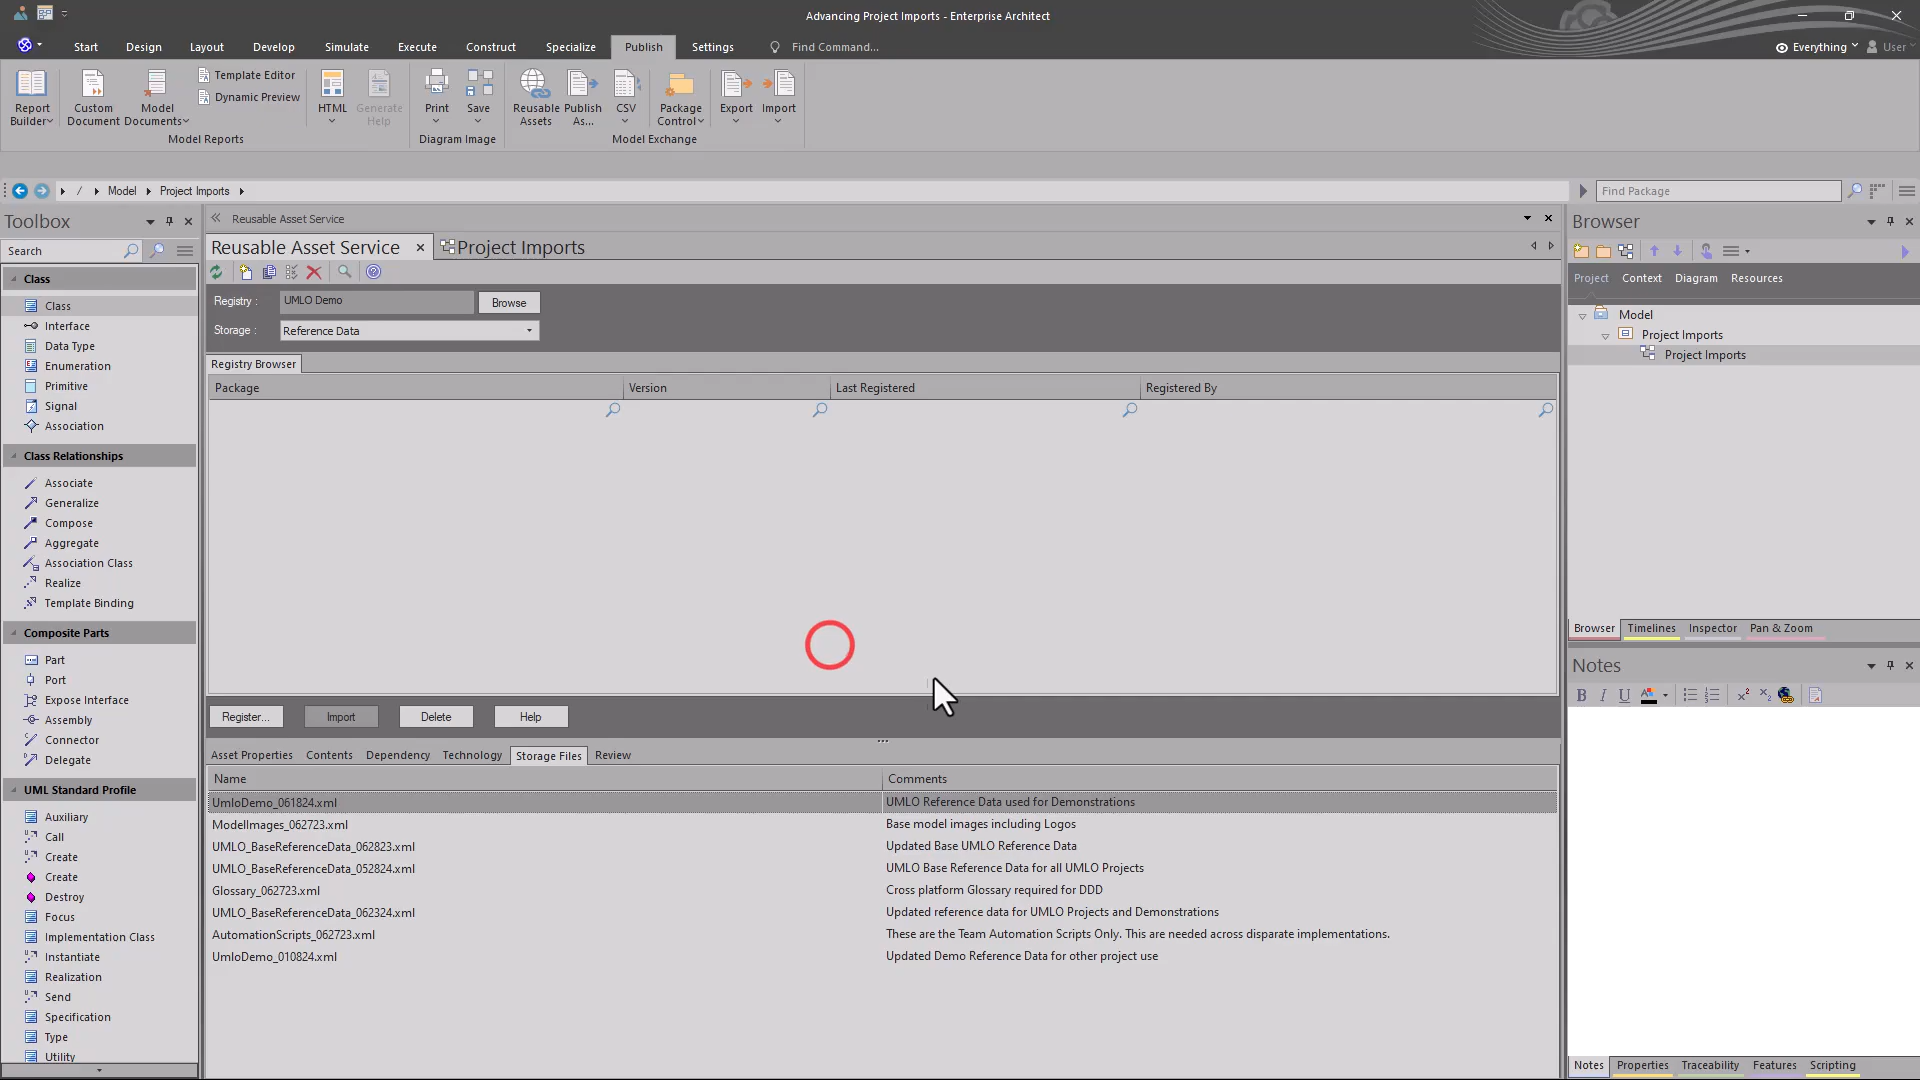 Advancing Project Imports - Enterprise Architect
Start Design Layout Develop Simulate Execute Construct Specialize Publish Settings Find Command... Everything User
Report Builder
Custom Document
Model Documents
Template Editor
Dynamic Preview
HTML
Generate Help
Print
Save
Reusable Assets
Publish As...
CSV
Package Control
Export
Import
Model Reports
Diagram Image
Model Exchange
/ Model Project Imports
Find Package
Toolbox
Search
Class
Class
Interface
Data Type
Enumeration
Primitive
Signal
Association
Class Relationships
Associate
Generalize
Compose
Aggregate
Association Class
Realize
Template Binding
Composite Parts
Part
Port
Expose Interface
Assembly
Connector
Delegate
UML Standard Profile
Auxiliary
Call
Create
Create
Destroy
Focus
Implementation Class
Instantiate
Realization
Send
Specification
Type
Utility
Reusable Asset Service
Reusable Asset Service Project Imports
Registry : UMLO Demo Browse
Storage : Reference Data
Registry Browser
Package Version Last Registered Registered By
Register... Import Delete Help
Asset Properties Contents Dependency Technology Storage Files Review
Name Comments
UmloDemo_061824.xml UMLO Reference Data used for Demonstrations
ModelImages_062723.xml Base model images including Logos
UMLO_BaseReferenceData_062823.xml Updated Base UMLO Reference Data
UMLO_BaseReferenceData_052824.xml UMLO Base Reference Data for all UMLO Projects
Glossary_062723.xml Cross platform Glossary required for DDD
UMLO_BaseReferenceData_062324.xml Updated reference data for UMLO Projects and Demonstrations
AutomationScripts_062723.xml These are the Team Automation Scripts Only. This are needed across disparate implementations.
UmloDemo_010824.xml Updated Demo Reference Data for other project use
Browser
Project Context Diagram Resources
Model
Project Imports
Project Imports
Browser Timelines Inspector Pan & Zoom
Notes
B I U A
Notes Properties Traceability Features Scripting